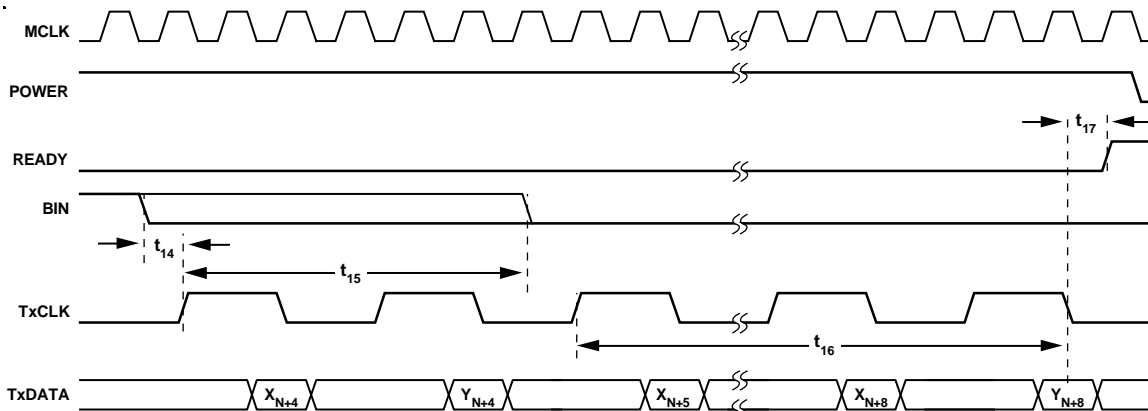 MCLK
POWER
t17
READY
BIN
t14
t15
TxCLK
t16
TxDATA XN+4 YN+4 XN+5 XN+8 YN+8